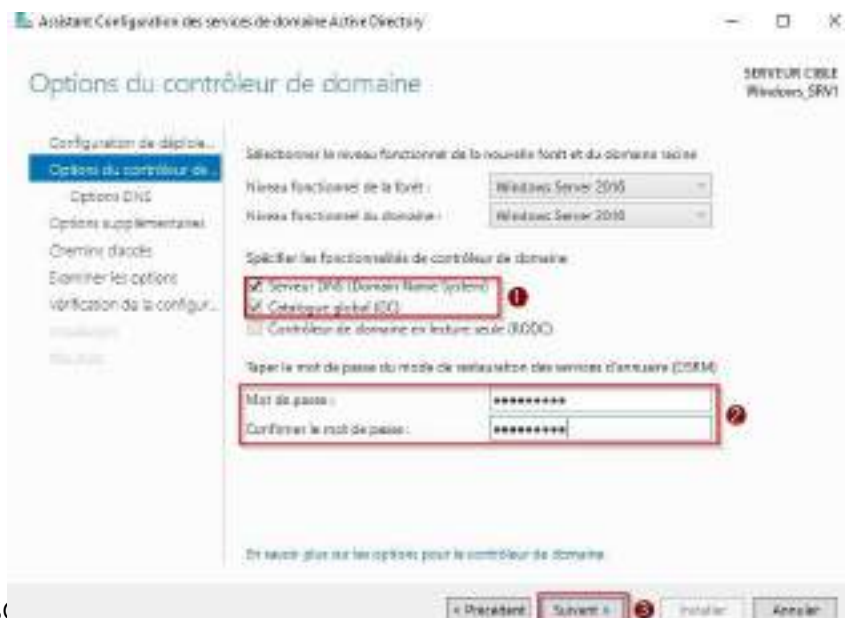 Assistant Configuration des services de domaine Active Directory
Options du contrôleur de domaine
SERVEUR CIBLE
Windows_SRV1
Configuration de déploie...
Options du contrôleur de...
Options DNS
Options supplémentaires
Chemins d'accès
Examiner les options
Vérification de la configur...
Sélectionner le niveau fonctionnel de la nouvelle forêt et du domaine racine
Niveau fonctionnel de la forêt :
Windows Server 2016
Niveau fonctionnel du domaine :
Windows Server 2016
Spécifier les fonctionnalités de contrôleur de domaine
Serveur DNS (Domain Name System)
Catalogue global (GC)
1
Contrôleur de domaine en lecture seule (RODC)
Taper le mot de passe du mode de restauration des services d'annuaire (DSRM)
Mot de passe :
•••••••••
Confirmer le mot de passe :
•••••••••
2
En savoir plus sur les options pour le contrôleur de domaine
< Précédent
Suivant >
3
Installer
Annuler